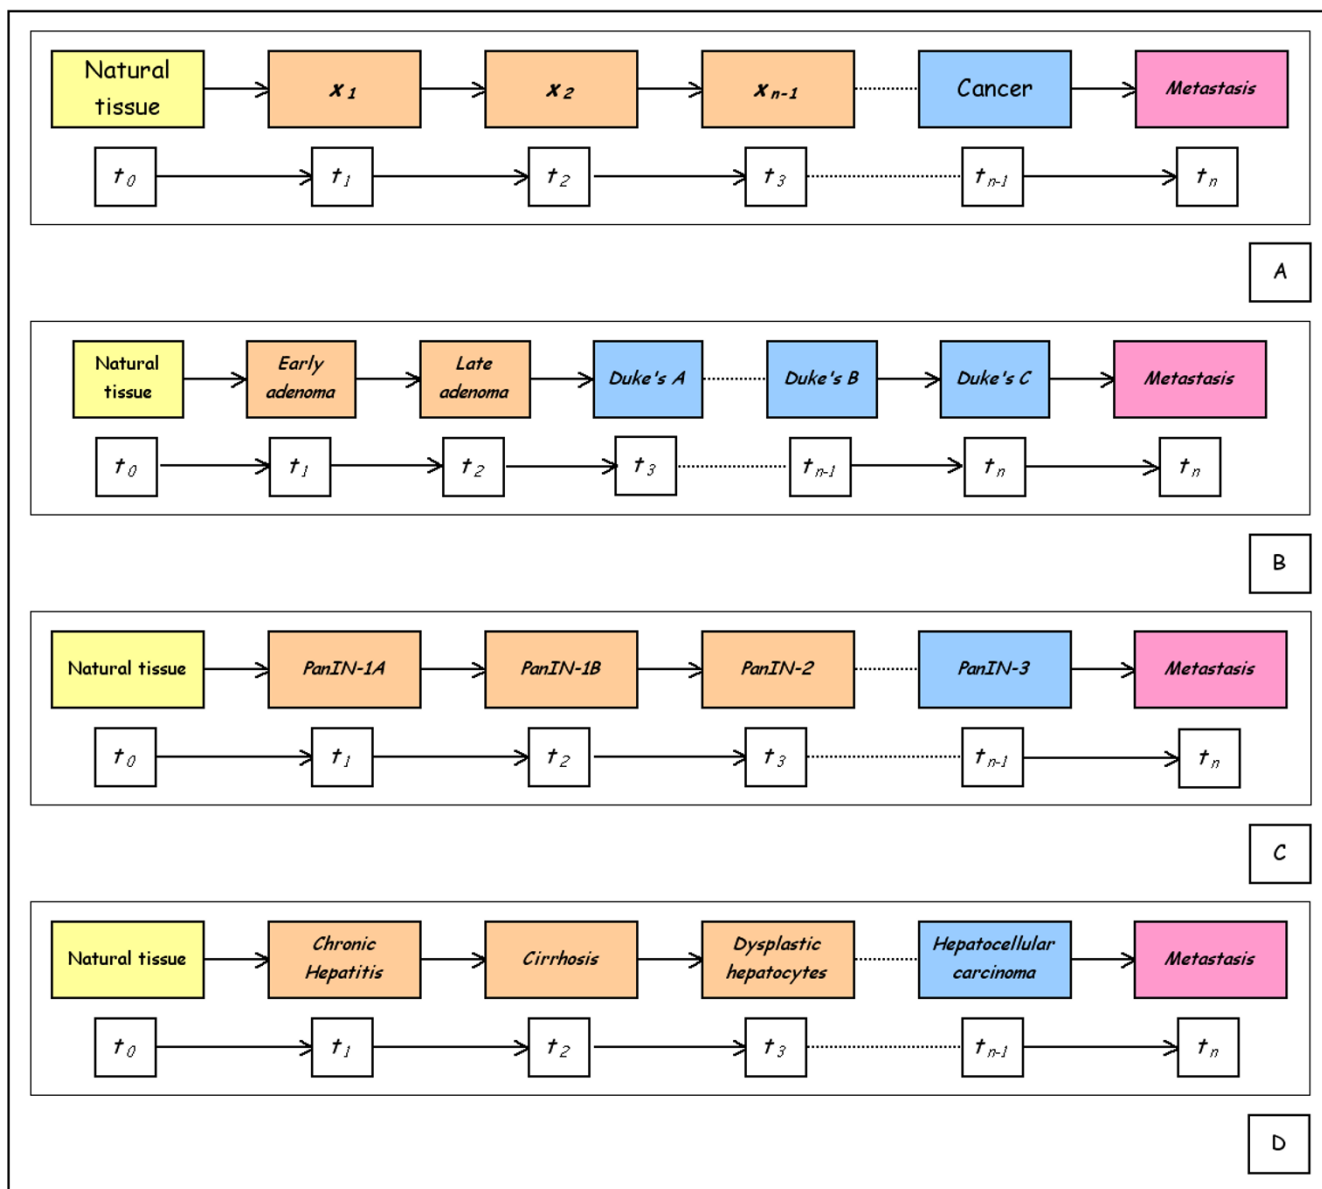 Natural
tissue
x 1
x 2
x n-1
Cancer
Metastasis
t 0
t 1
t 2
t 3
t n-1
t n
A
Natural
tissue
Early
adenoma
Late
adenoma
Duke's A
Duke's B
Duke's C
Metastasis
t 0
t 1
t 2
t 3
t n-1
t n
t n
B
Natural tissue
PanIN-1A
PanIN-1B
PanIN-2
PanIN-3
Metastasis
t 0
t 1
t 2
t 3
t n-1
t n
C
Natural tissue
Chronic
Hepatitis
Cirrhosis
Dysplastic
hepatocytes
Hepatocellular
carcinoma
Metastasis
t 0
t 1
t 2
t 3
t n-1
t n
D